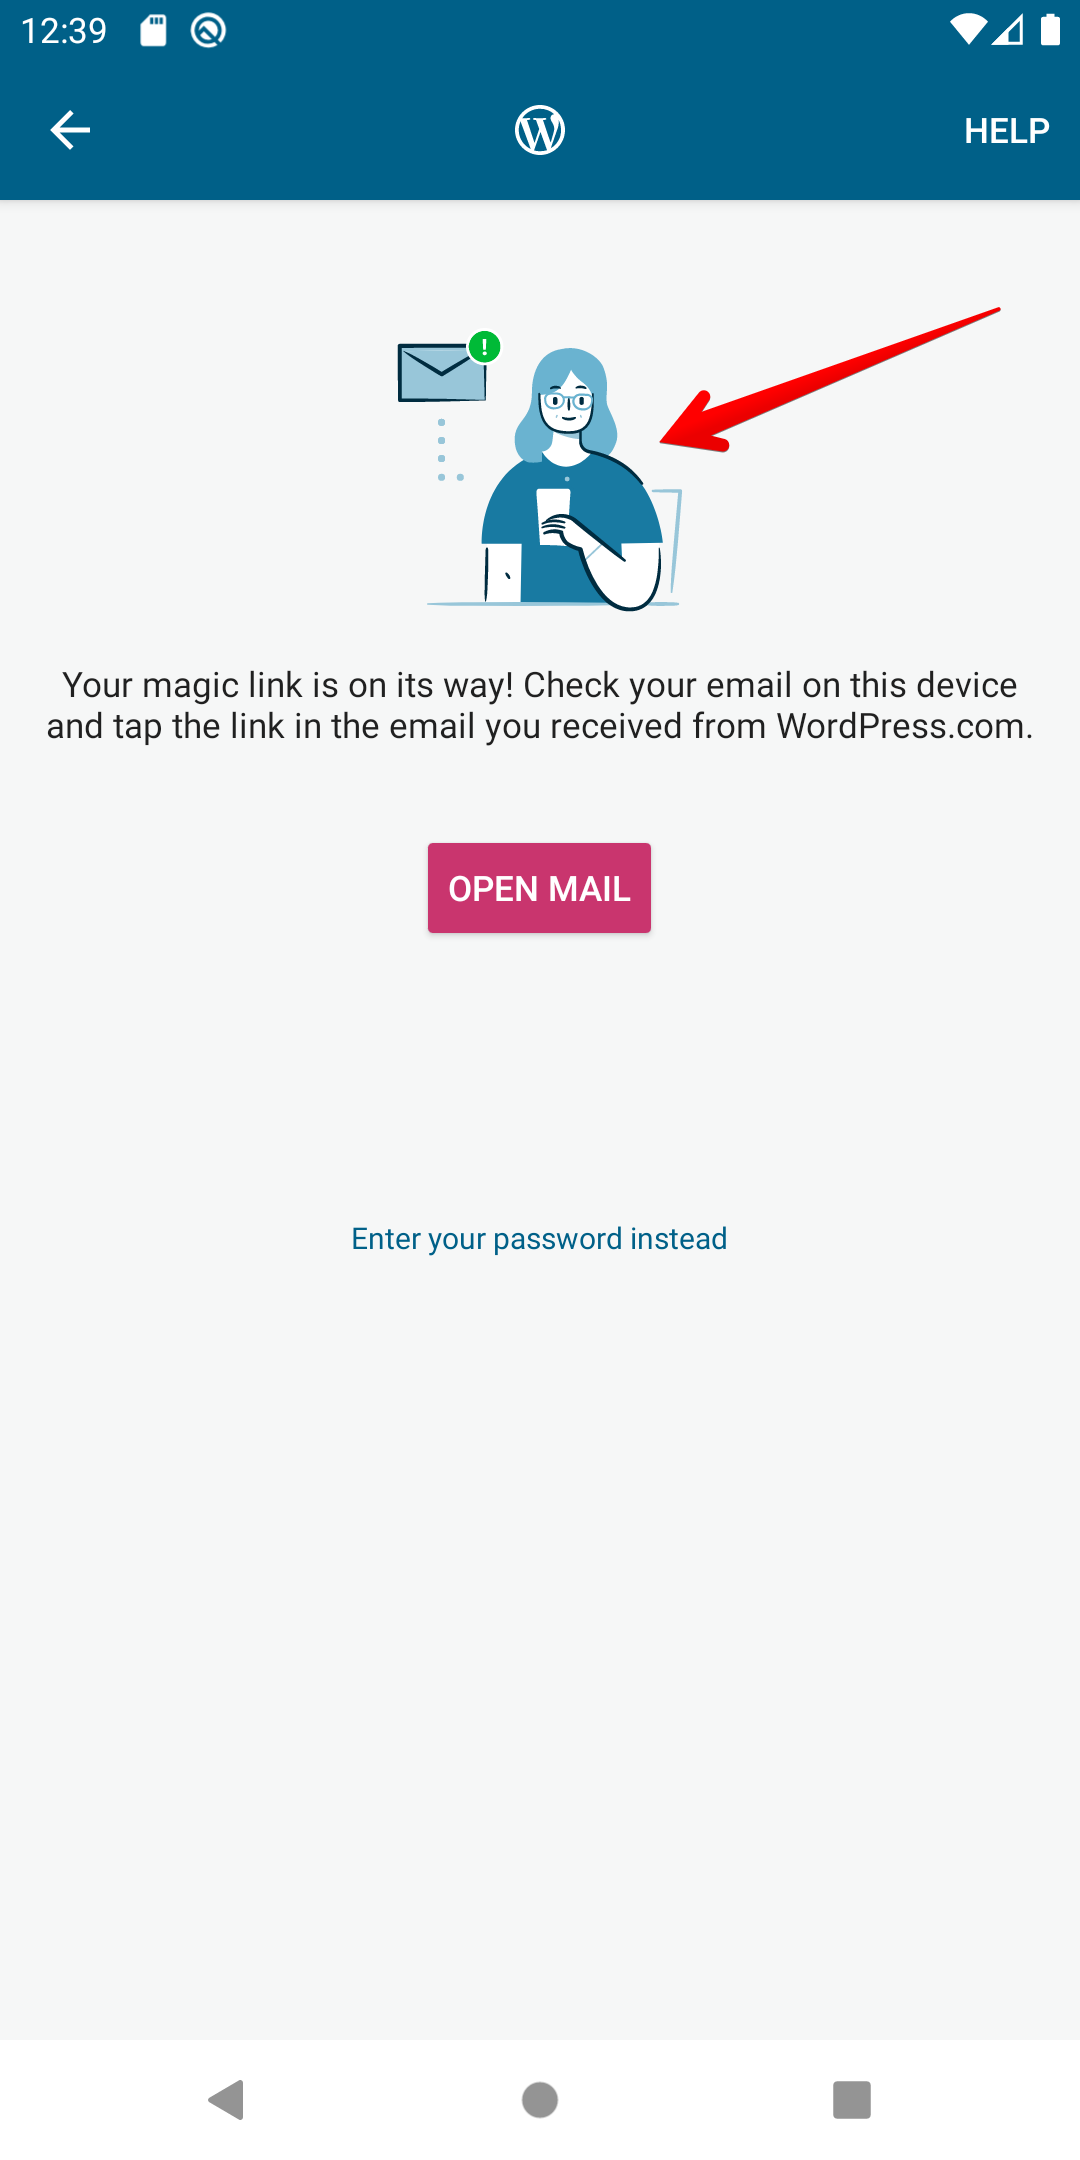 12:39
HELP
Your magic link is on its way! Check your email on this device
and tap the link in the email you received from WordPress.com.
OPEN MAIL
Enter your password instead